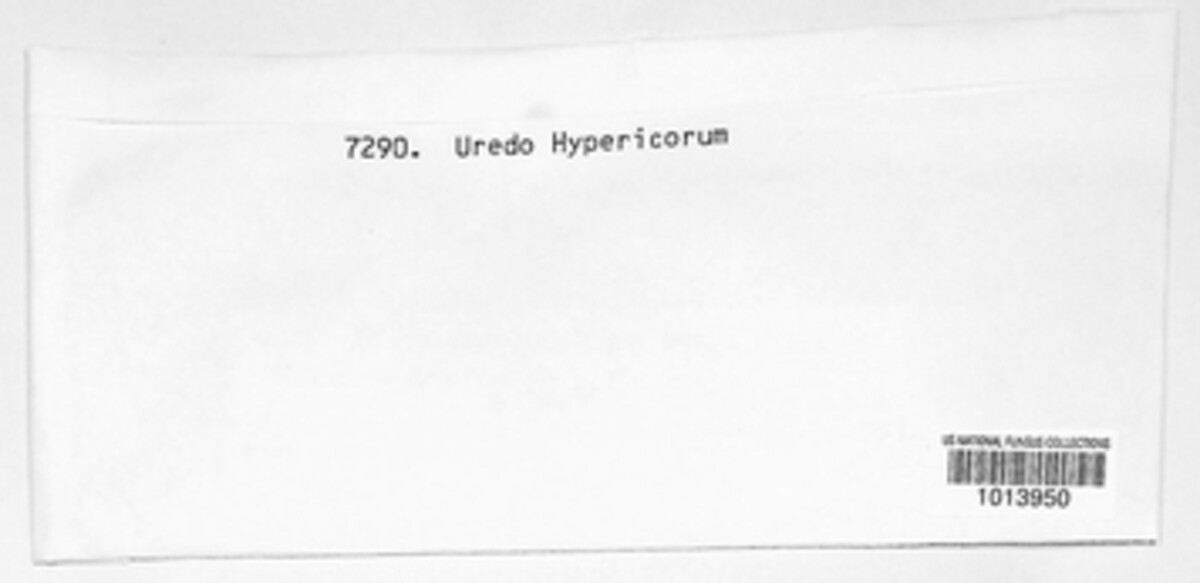 7290. Uredo Hypericorum
US NATIONAL FUNGUS COLLECTIONS
1013950